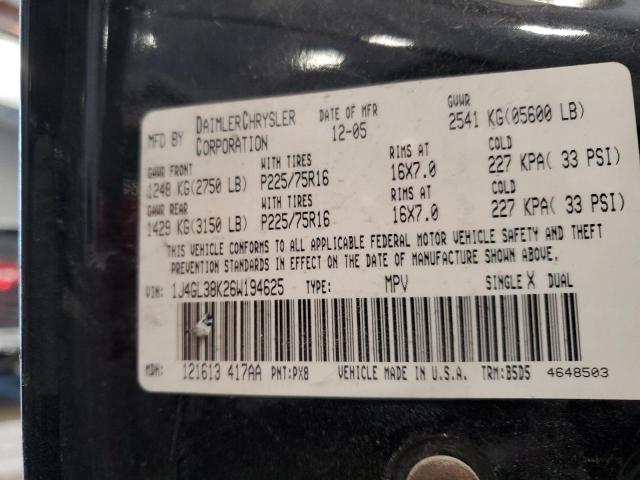 MFD BY DAIMLERCHRYSLER CORPORATION
DATE OF MFR 12-05
GVWR 2541 KG(05600 LB)
GAWR FRONT WITH TIRES RIMS AT COLD
1248 KG(2750 LB) P225/75R16 16X7.0 227 KPA( 33 PSI)
GAWR REAR WITH TIRES RIMS AT COLD
1429 KG(3150 LB) P225/75R16 16X7.0 227 KPA( 33 PSI)
THIS VEHICLE CONFORMS TO ALL APPLICABLE FEDERAL MOTOR VEHICLE SAFETY AND THEFT
PREVENTION STANDARDS IN EFFECT ON THE DATE OF MANUFACTURE SHOWN ABOVE.
VIN: 1J4GL38K26W194625 TYPE: MPV SINGLE X DUAL
MDH: 121613 417AA PNT:PX8 VEHICLE MADE IN U.S.A. TRM:B5D5 4648503